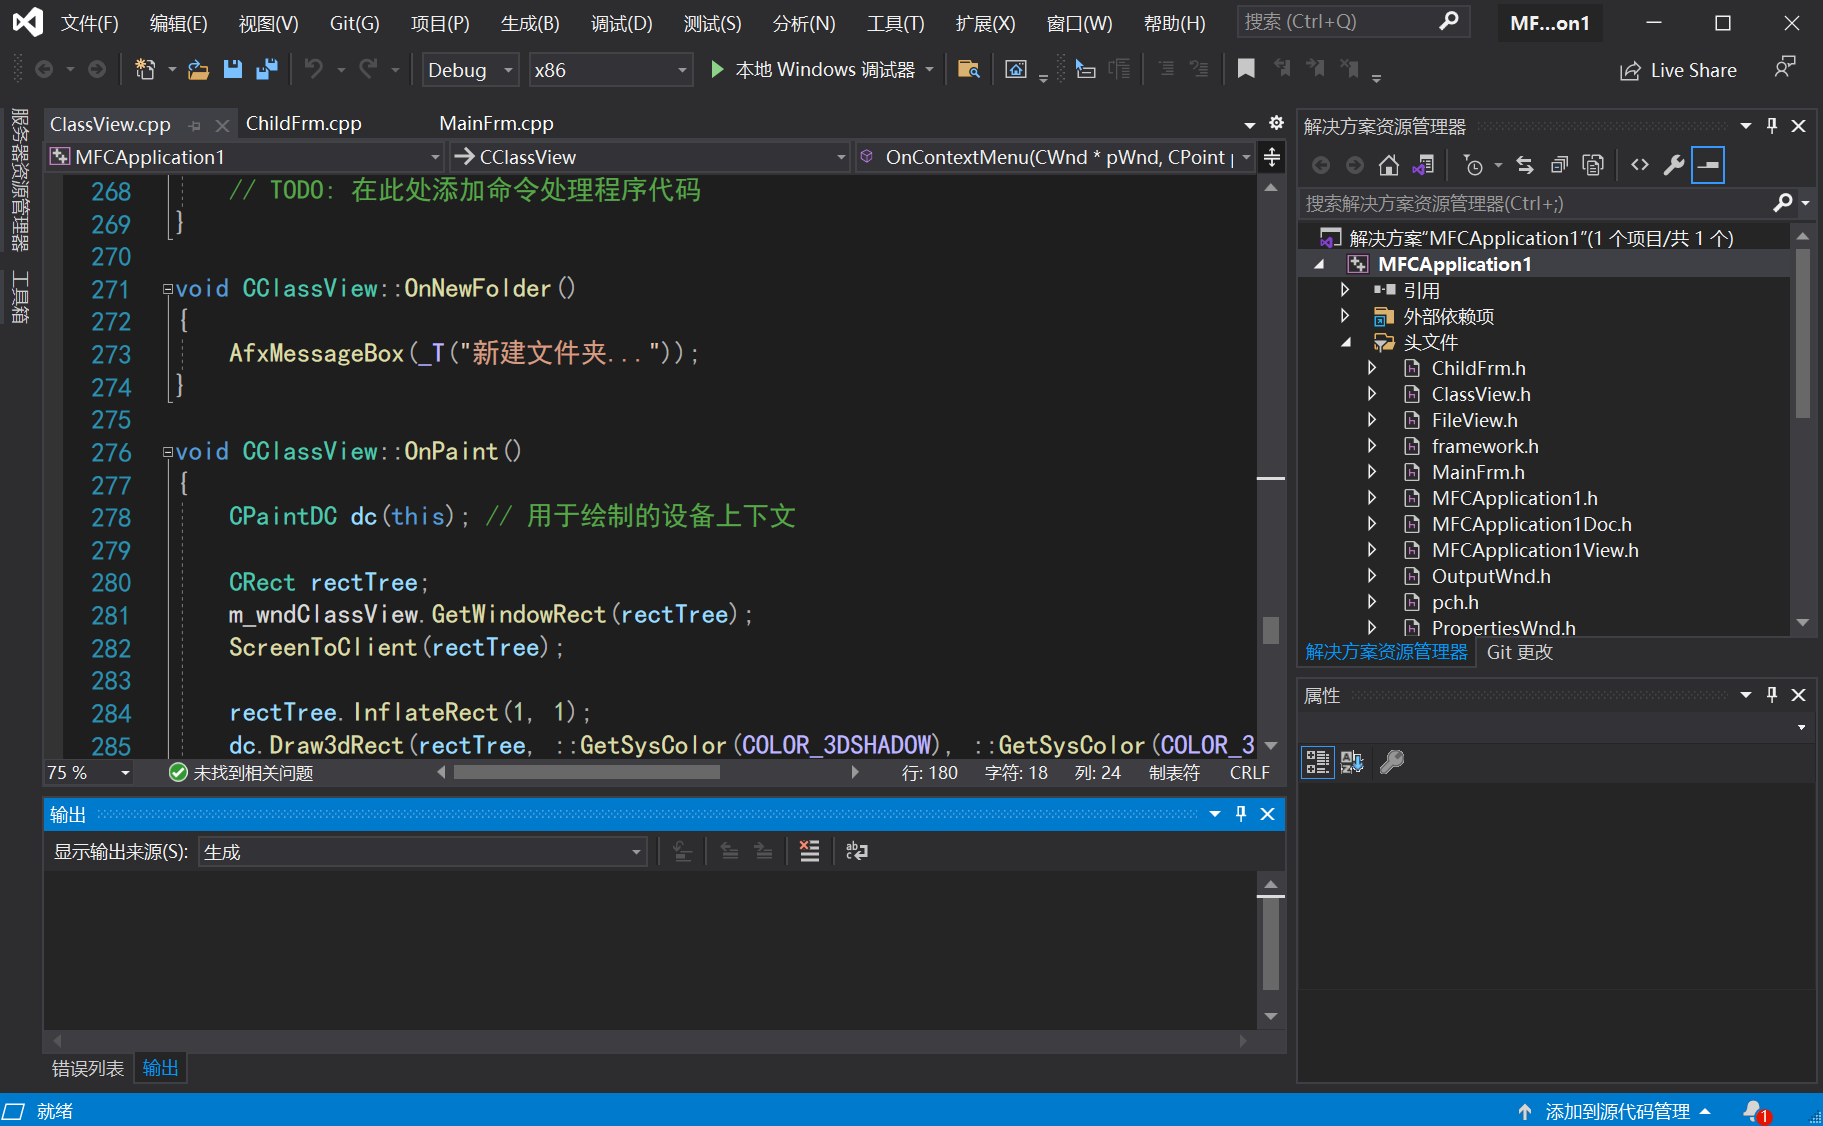 文件(F) 编辑(E) 视图(V) Git(G) 项目(P) 生成(B) 调试(D) 测试(S) 分析(N) 工具(T) 扩展(X) 窗口(W) 帮助(H) 搜索 (Ctrl+Q) MF...on1
Debug x86 本地 Windows 调试器 Live Share
服务器资源管理器
工具箱
ClassView.cpp ChildFrm.cpp MainFrm.cpp
MFCApplication1 CClassView OnContextMenu(CWnd * pWnd, CPoint p
268 // TODO: 在此处添加命令处理程序代码
269 }
270
271 void CClassView::OnNewFolder()
272 {
273 AfxMessageBox(_T("新建文件夹..."));
274 }
275
276 void CClassView::OnPaint()
277 {
278 CPaintDC dc(this); // 用于绘制的设备上下文
279
280 CRect rectTree;
281 m_wndClassView.GetWindowRect(rectTree);
282 ScreenToClient(rectTree);
283
284 rectTree.InflateRect(1, 1);
285 dc.Draw3dRect(rectTree, ::GetSysColor(COLOR_3DSHADOW), ::GetSysColor(COLOR_3
75 % 未找到相关问题 行: 180 字符: 18 列: 24 制表符 CRLF
输出
显示输出来源(S): 生成
错误列表 输出
解决方案资源管理器
搜索解决方案资源管理器(Ctrl+;)
解决方案“MFCApplication1”(1 个项目/共 1 个)
MFCApplication1
引用
外部依赖项
头文件
ChildFrm.h
ClassView.h
FileView.h
framework.h
MainFrm.h
MFCApplication1.h
MFCApplication1Doc.h
MFCApplication1View.h
OutputWnd.h
pch.h
PropertiesWnd.h
解决方案资源管理器 Git 更改
属性
就绪 添加到源代码管理 1